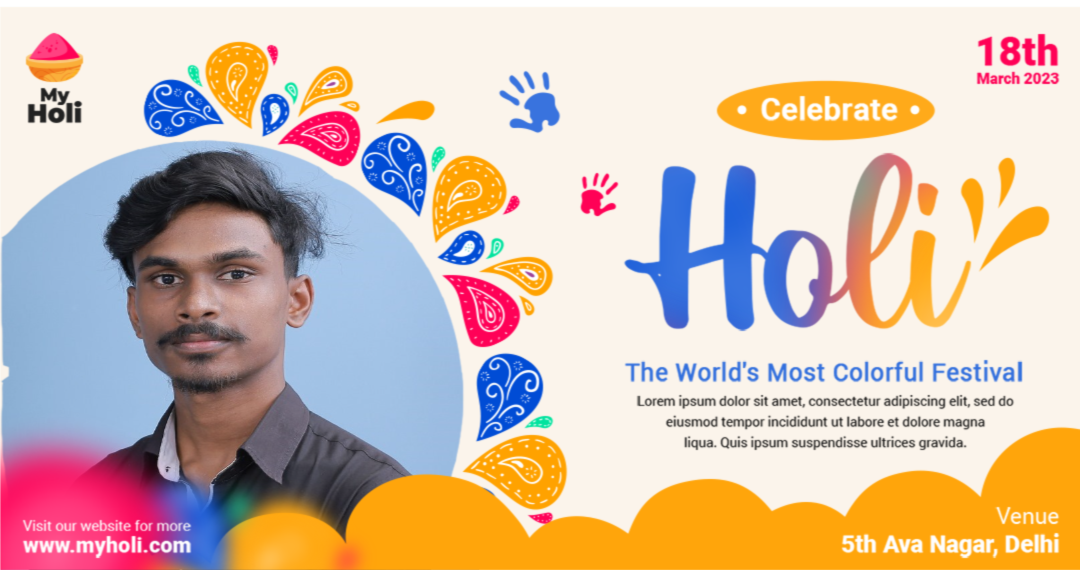 My
Holi
18th
March 2023
• Celebrate •
Holi
The World's Most Colorful Festival
Lorem ipsum dolor sit amet, consectetur adipiscing elit, sed do
eiusmod tempor incididunt ut labore et dolore magna
liqua. Quis ipsum suspendisse ultrices gravida.
Visit our website for more
www.myholi.com
Venue
5th Ava Nagar, Delhi